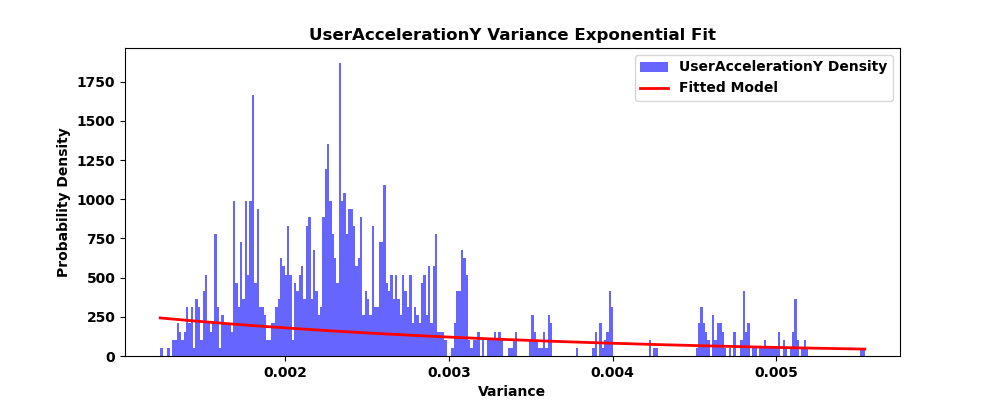 UserAccelerationY Variance Exponential Fit
UserAccelerationY Density
Fitted Model
Probability Density
1750
1500
1250
1000
750
500
250
0
0.002 0.003 0.004 0.005
Variance